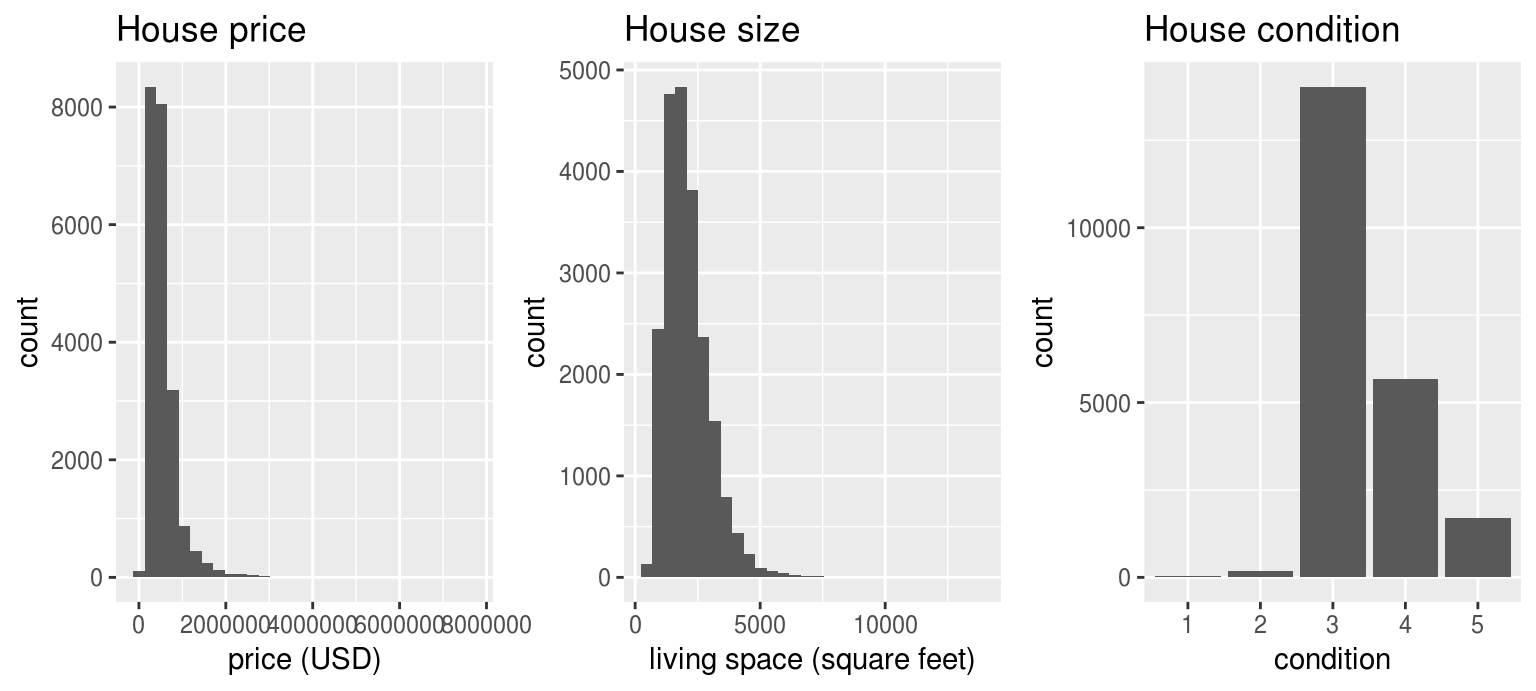 House price
8000
6000
4000
2000
0
count
0 2000000 4000000 6000000 8000000
price (USD)
House size
5000
4000
3000
2000
1000
0
count
0 5000 10000
living space (square feet)
House condition
10000
5000
0
count
1 2 3 4 5
condition